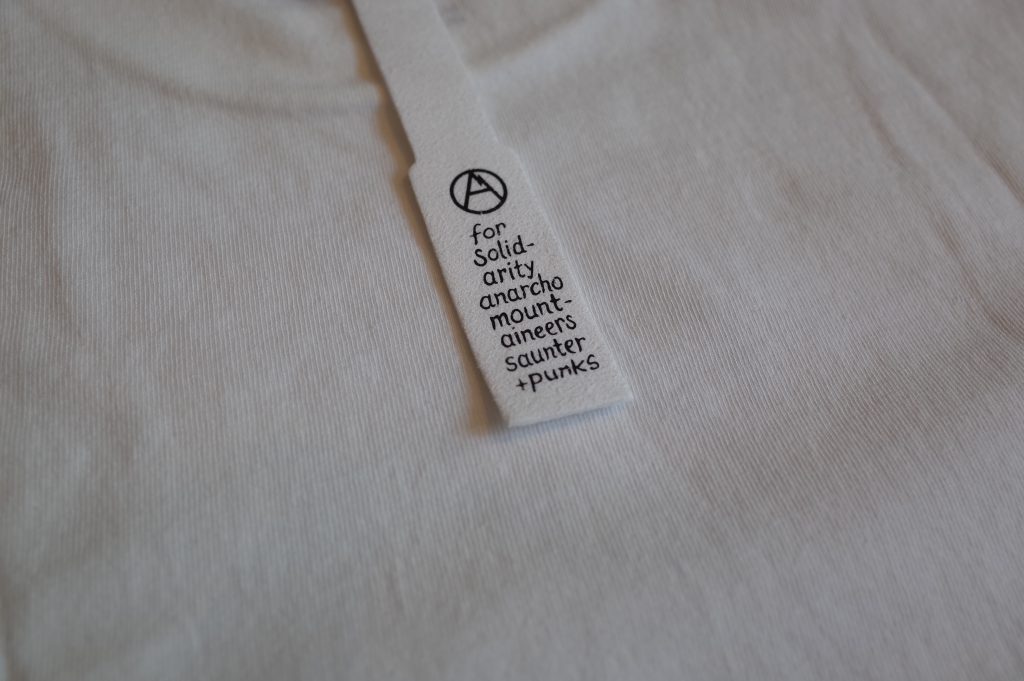 for
Solid-
arity
anarcho
mount-
aineers
saunter
+punks